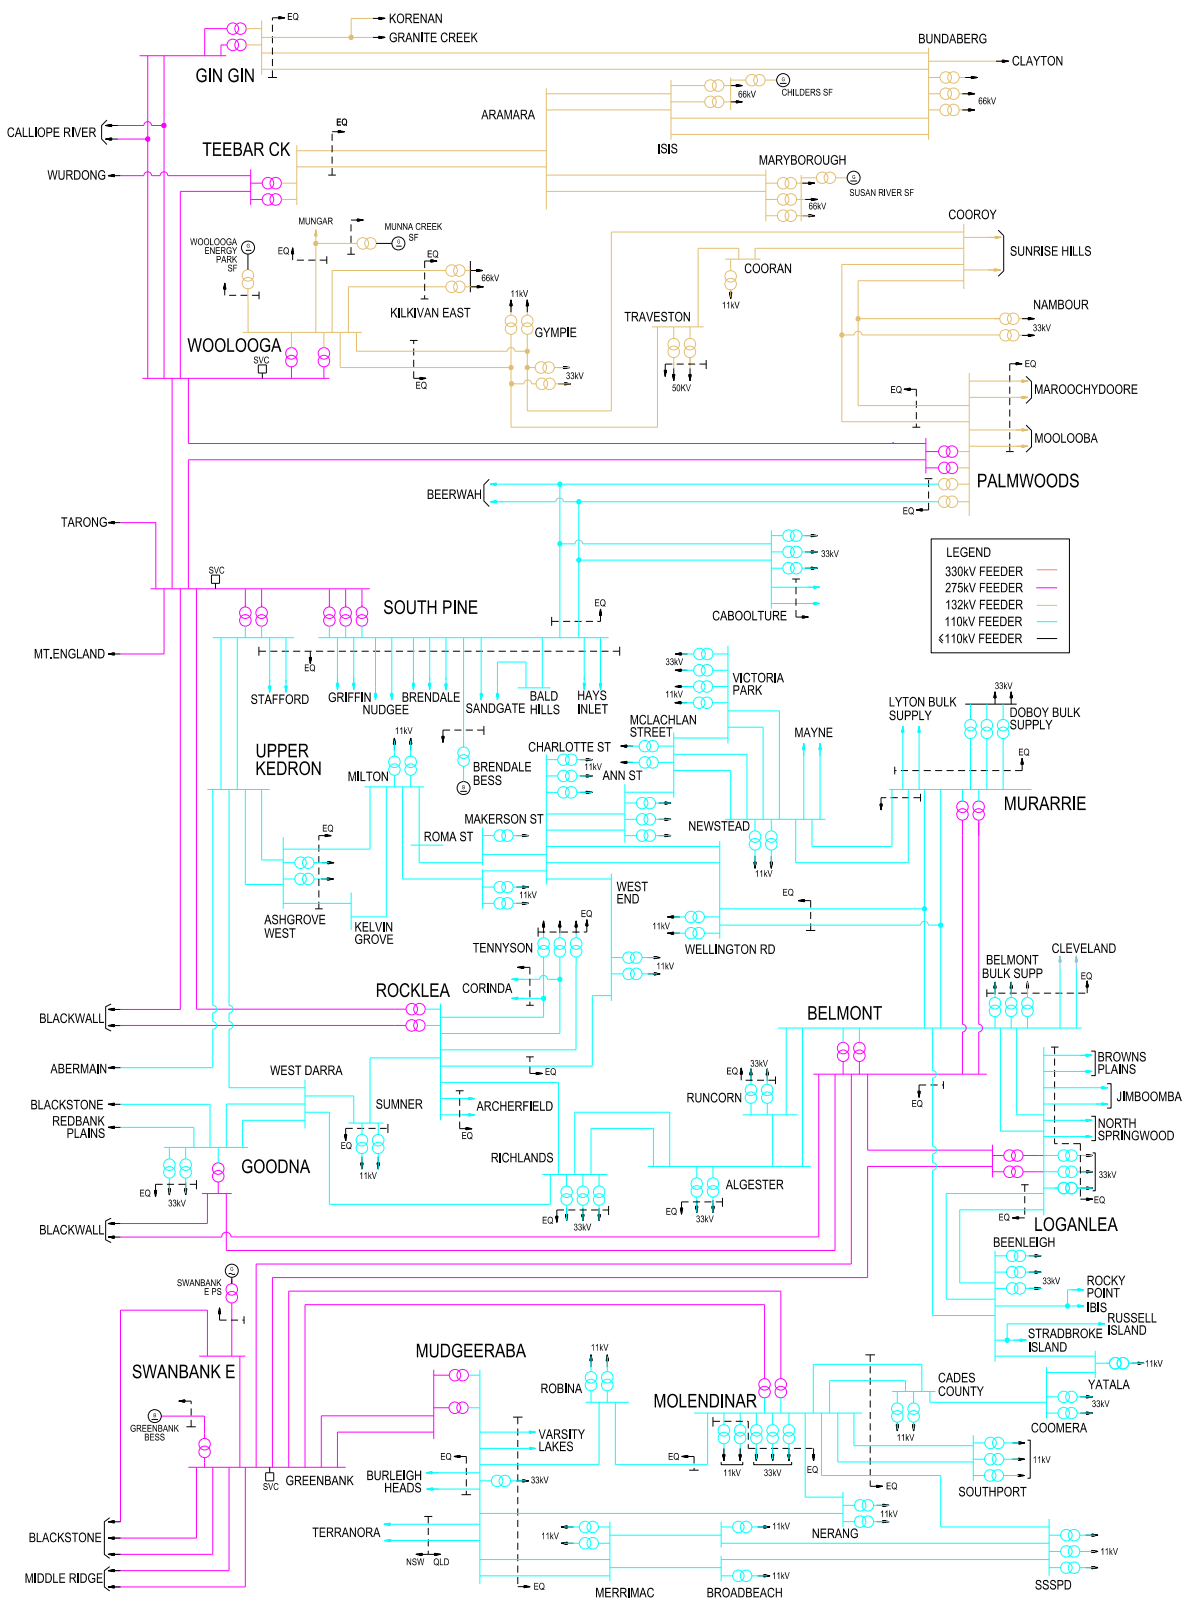 KORENAN
EQ
GRANITE CREEK
BUNDABERG
CLAYTON
GIN GIN
66kV
CHILDERS SF
66kV
66kV
ARAMARA
EQ
CALLIOPE RIVER
TEEBAR CK
ISIS
MARYBOROUGH
WURDONG
SUSAN RIVER SF
66kV
COOROY
MUNGAR
MUNNA CREEK
SF
WOOLOOGA
ENERGY
PARK
SF
EQ
EQ
SUNRISE HILLS
COORAN
66kV
11kV
11kV
KILKIVAN EAST
NAMBOUR
TRAVESTON
GYMPIE
33kV
WOOLOOGA
SVC
EQ
33kV
EQ
50KV
EQ
MAROOCHYDOORE
MOOLOOBA
PALMWOODS
BEERWAH
EQ
TARONG
33kV
LEGEND
330kV FEEDER
275kV FEEDER
132kV FEEDER
110kV FEEDER
<110kV FEEDER
SVC
CABOOLTURE
EQ
SOUTH PINE
EQ
MT.ENGLAND
EQ
33kV
11kV
VICTORIA
PARK
STAFFORD
GRIFFIN
NUDGEE
BRENDALE
SANDGATE
BALD
HILLS
HAYS
INLET
33kV
LYTON BULK
SUPPLY
DOBOY BULK
SUPPLY
MCLACHLAN
STREET
MAYNE
11kV
EQ
UPPER
KEDRON
CHARLOTTE ST
11kV
EQ
BRENDALE
BESS
ANN ST
MILTON
EQ
MURARRIE
MAKERSON ST
NEWSTEAD
EQ
ROMA ST
11kV
11kV
WEST
END
EQ
ASHGROVE
WEST
KELVIN
GROVE
EQ
11kV
TENNYSON
WELLINGTON RD
CLEVELAND
11kV
BELMONT
BULK SUPP
EQ
EQ
CORINDA
ROCKLEA
BELMONT
BLACKWALL
BROWNS
PLAINS
33kV
ABERMAIN
WEST DARRA
EQ
EQ
EQ
JIMBOOMBA
RUNCORN
BLACKSTONE
SUMNER
ARCHERFIELD
EQ
REDBANK
PLAINS
NORTH
SPRINGWOOD
EQ
EQ
RICHLANDS
GOODNA
11kV
33kV
EQ
ALGESTER
EQ
EQ
33kV
EQ
33kV
EQ
33kV
EQ
LOGANLEA
BLACKWALL
BEENLEIGH
SWANBANK
E PS
33kV
ROCKY
POINT
IBIS
RUSSELL
ISLAND
STRADBROKE
ISLAND
MUDGEERABA
11kV
11kV
SWANBANK E
ROBINA
CADES
COUNTY
YATALA
MOLENDINAR
33kV
COOMERA
GREENBANK
BESS
11kV
VARSITY
LAKES
EQ
EQ
EQ
11kV
SVC
GREENBANK
BURLEIGH
HEADS
33kV
11kV
33kV
EQ
SOUTHPORT
11kV
TERRANORA
11kV
11kV
NERANG
BLACKSTONE
11kV
NSW
QLD
11kV
MIDDLE RIDGE
EQ
MERRIMAC
BROADBEACH
SSSPD